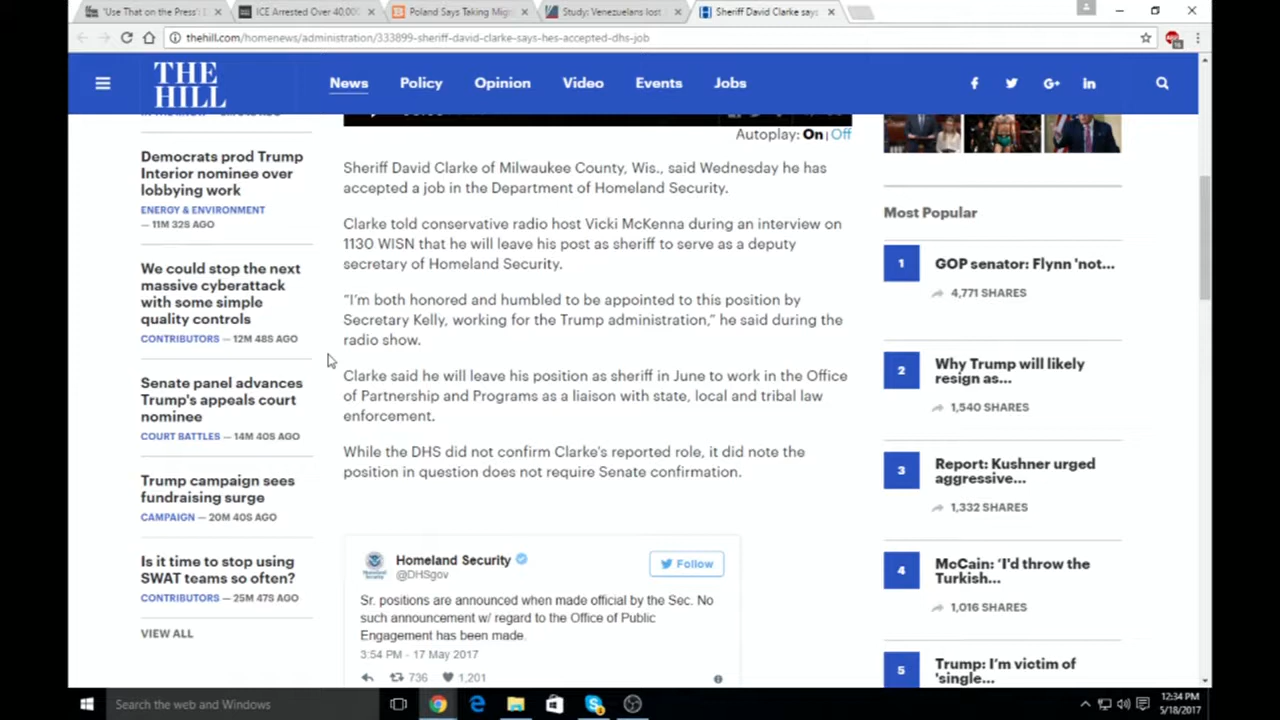 'Use That on the Press'
ICE Arrested Over 40,00
Poland Says Taking Mig
Study: Venezuelans lost
Sheriff David Clarke say
thehill.com/homenews/administration/333899-sheriff-david-clarke-says-hes-accepted-dhs-job
THE
HILL
News
Policy
Opinion
Video
Events
Jobs
Autoplay: On | Off
Democrats prod Trump
Interior nominee over
lobbying work
ENERGY & ENVIRONMENT
— 11M 32S AGO
We could stop the next
massive cyberattack
with some simple
quality controls
CONTRIBUTORS — 12M 48S AGO
Senate panel advances
Trump's appeals court
nominee
COURT BATTLES — 14M 40S AGO
Trump campaign sees
fundraising surge
CAMPAIGN — 20M 40S AGO
Is it time to stop using
SWAT teams so often?
CONTRIBUTORS — 25M 47S AGO
VIEW ALL
Sheriff David Clarke of Milwaukee County, Wis., said Wednesday he has
accepted a job in the Department of Homeland Security.
Clarke told conservative radio host Vicki McKenna during an interview on
1130 WISN that he will leave his post as sheriff to serve as a deputy
secretary of Homeland Security.
"I'm both honored and humbled to be appointed to this position by
Secretary Kelly, working for the Trump administration," he said during the
radio show.
Clarke said he will leave his position as sheriff in June to work in the Office
of Partnership and Programs as a liaison with state, local and tribal law
enforcement.
While the DHS did not confirm Clarke's reported role, it did note the
position in question does not require Senate confirmation.
Homeland Security
@DHSgov
Follow
Sr. positions are announced when made official by the Sec. No
such announcement w/ regard to the Office of Public
Engagement has been made.
3:54 PM - 17 May 2017
736
1,201
Most Popular
1
GOP senator: Flynn 'not...
4,771 SHARES
2
Why Trump will likely
resign as...
1,540 SHARES
3
Report: Kushner urged
aggressive...
1,332 SHARES
4
McCain: 'I'd throw the
Turkish...
1,016 SHARES
5
Trump: I'm victim of
'single...
Search the web and Windows
12:34 PM
5/18/2017